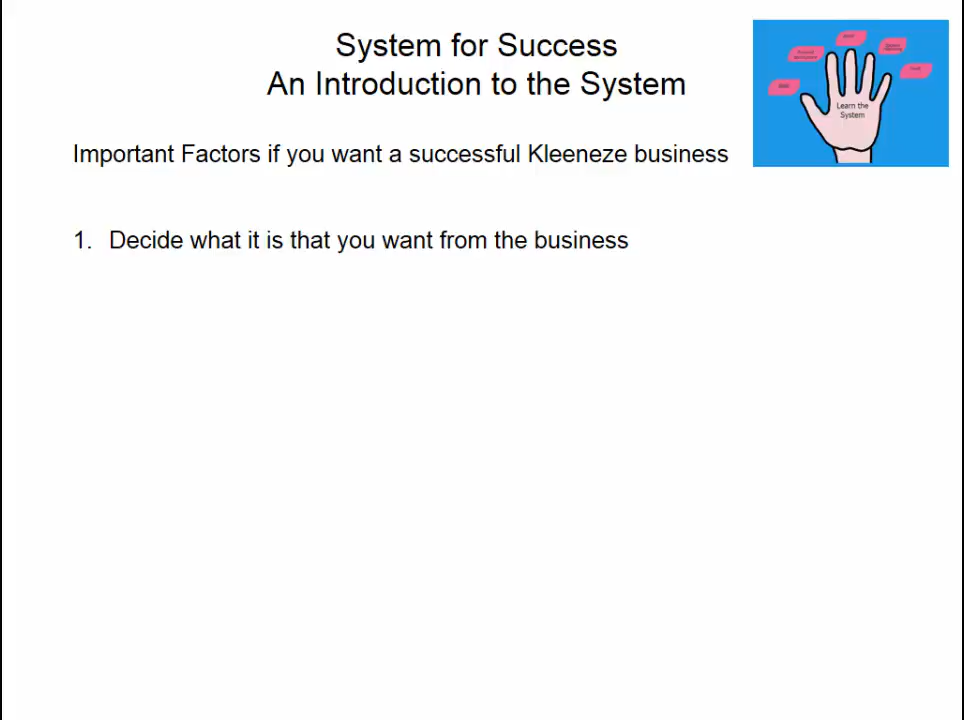 System for Success
An Introduction to the System
Important Factors if you want a successful Kleeneze business
1. Decide what it is that you want from the business
Learn the
System